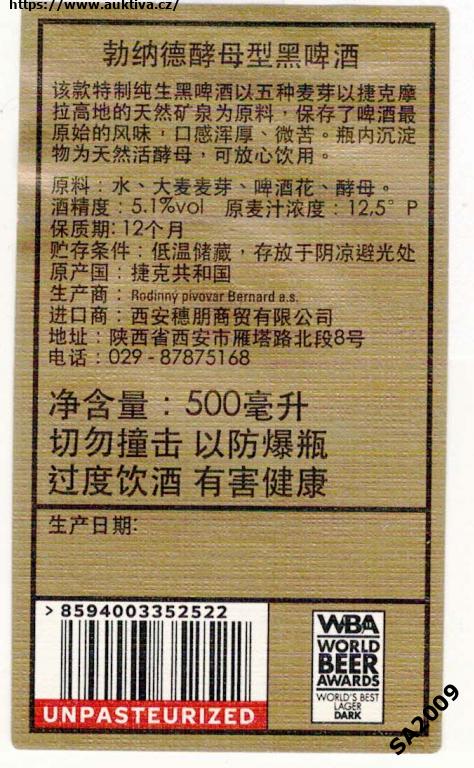 https://www.auktiva.cz/
勃纳德酵母型黑啤酒
该款特制纯生黑啤酒以五种麦芽以捷克摩
拉高地的天然矿泉为原料，保存了啤酒最
原始的风味，口感浑厚、微苦。瓶内沉淀
物为天然活酵母，可放心饮用。
原料：水、大麦麦芽、啤酒花、酵母。
酒精度：5.1%vol 原麦汁浓度：12,5° P
保质期: 12个月
贮存条件：低温储藏，存放于阴凉避光处
原产国：捷克共和国
生产商：Rodinný pivovar Bernard a.s.
进口商：西安穗朋商贸有限公司
地址：陕西省西安市雁塔路北段8号
电话：029 - 87875168
净含量：500毫升
切勿撞击 以防爆瓶
过度饮酒 有害健康
生产日期:
> 8594003352522
UNPASTEURIZED
WBA
WORLD
BEER
AWARDS
WORLD'S BEST
LAGER
DARK
SA2009